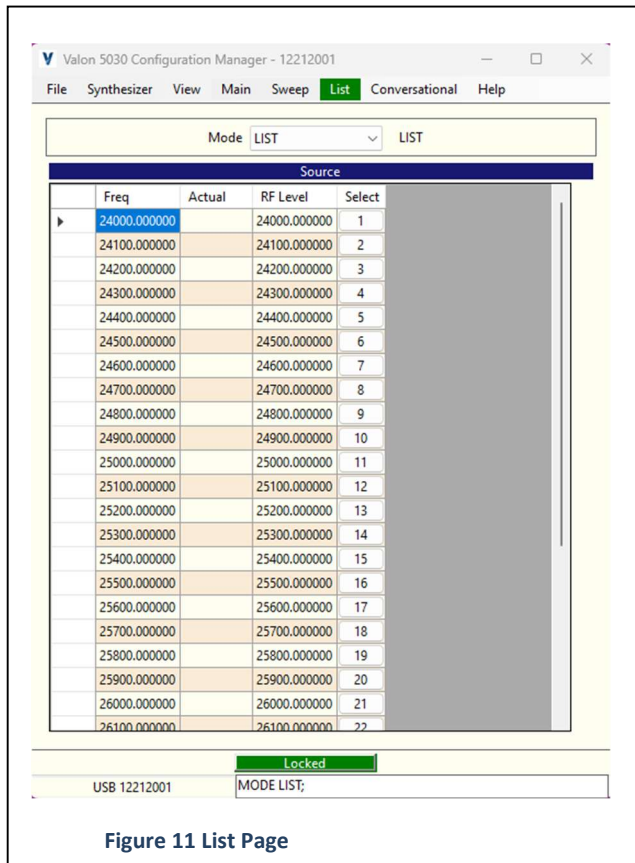 Valon 5030 Configuration Manager - 12212001
File Synthesizer View Main Sweep List Conversational Help
Mode LIST LIST
Source
Freq Actual RF Level Select
24000.000000 24000.000000 1
24100.000000 24100.000000 2
24200.000000 24200.000000 3
24300.000000 24300.000000 4
24400.000000 24400.000000 5
24500.000000 24500.000000 6
24600.000000 24600.000000 7
24700.000000 24700.000000 8
24800.000000 24800.000000 9
24900.000000 24900.000000 10
25000.000000 25000.000000 11
25100.000000 25100.000000 12
25200.000000 25200.000000 13
25300.000000 25300.000000 14
25400.000000 25400.000000 15
25500.000000 25500.000000 16
25600.000000 25600.000000 17
25700.000000 25700.000000 18
25800.000000 25800.000000 19
25900.000000 25900.000000 20
26000.000000 26000.000000 21
26100.000000 26100.000000 22
Locked
USB 12212001 MODE LIST;
Figure 11 List Page